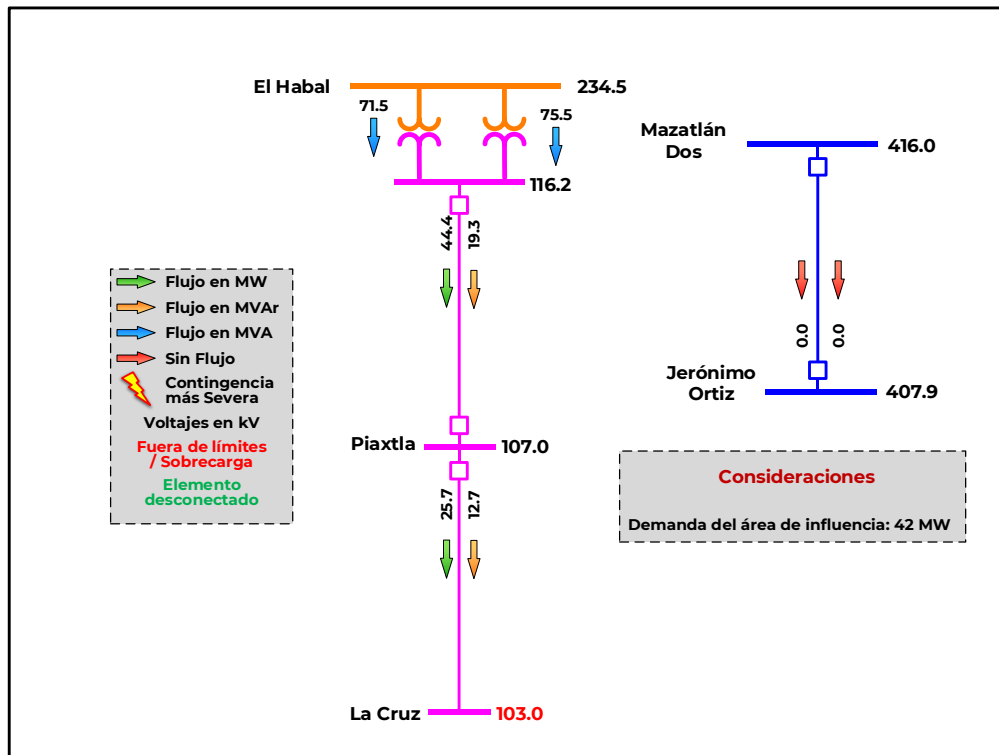 El Habal
234.5
71.5
75.5
116.2
44.4
19.3
Piaxtla
107.0
25.7
12.7
La Cruz
103.0
Flujo en MW
Flujo en MVAr
Flujo en MVA
Sin Flujo
Contingencia
más Severa
Voltajes en kV
Fuera de límites
/ Sobrecarga
Elemento
desconectado
Mazatlán
Dos
416.0
0.0
0.0
Jerónimo
Ortiz
407.9
Consideraciones
Demanda del área de influencia: 42 MW